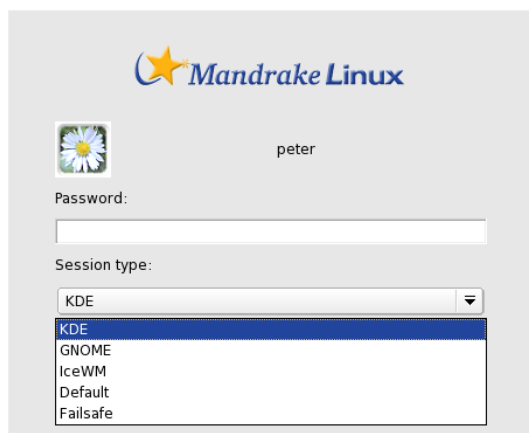 Mandrake Linux
peter
Password:
Session type:
KDE
KDE
GNOME
IceWM
Default
Failsafe